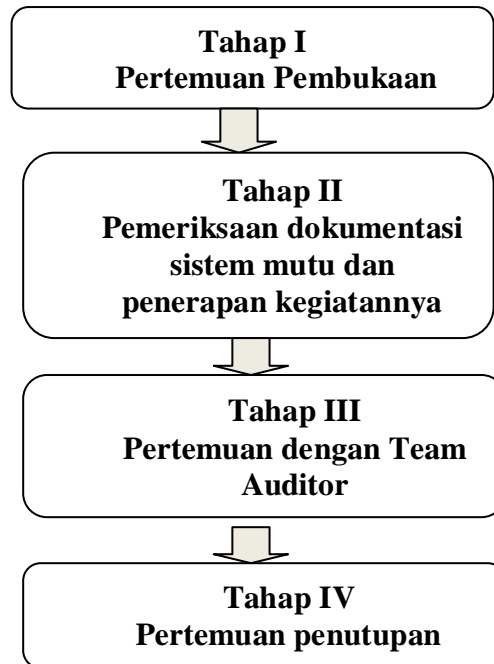 Tahap I
Pertemuan Pembukaan
Tahap II
Pemeriksaan dokumentasi
sistem mutu dan
penerapan kegiatannya
Tahap III
Pertemuan dengan Team
Auditor
Tahap IV
Pertemuan penutupan